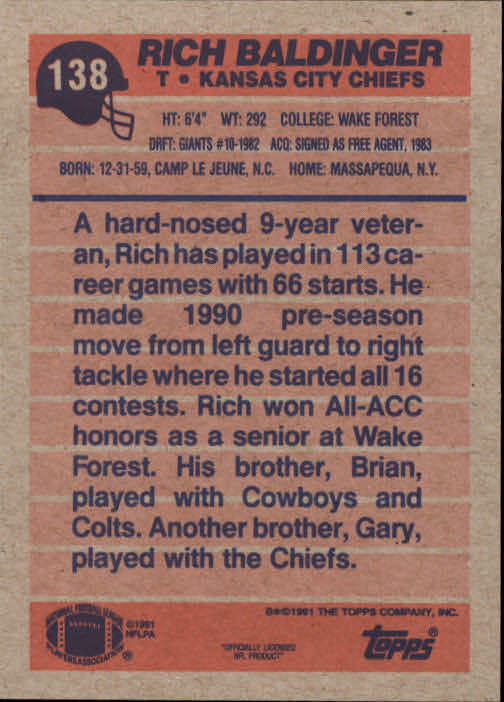 138
RICH BALDINGER
T • KANSAS CITY CHIEFS
HT: 6'4" WT: 292 COLLEGE: WAKE FOREST
DRFT: GIANTS #10-1982 ACQ: SIGNED AS FREE AGENT, 1983
BORN: 12-31-59, CAMP LE JEUNE, N.C. HOME: MASSAPEQUA, N.Y.
A hard-nosed 9-year veter-
an, Rich has played in 113 ca-
reer games with 66 starts. He
made 1990 pre-season
move from left guard to right
tackle where he started all 16
contests. Rich won All-ACC
honors as a senior at Wake
Forest. His brother, Brian,
played with Cowboys and
Colts. Another brother, Gary,
played with the Chiefs.
NATIONAL FOOTBALL LEAGUE
PLAYERS ASSOCIATION
®
©1991
NFLPA
"OFFICIALLY LICENSED
NFL PRODUCT"
B*©1991 THE TOPPS COMPANY, INC.
topps®